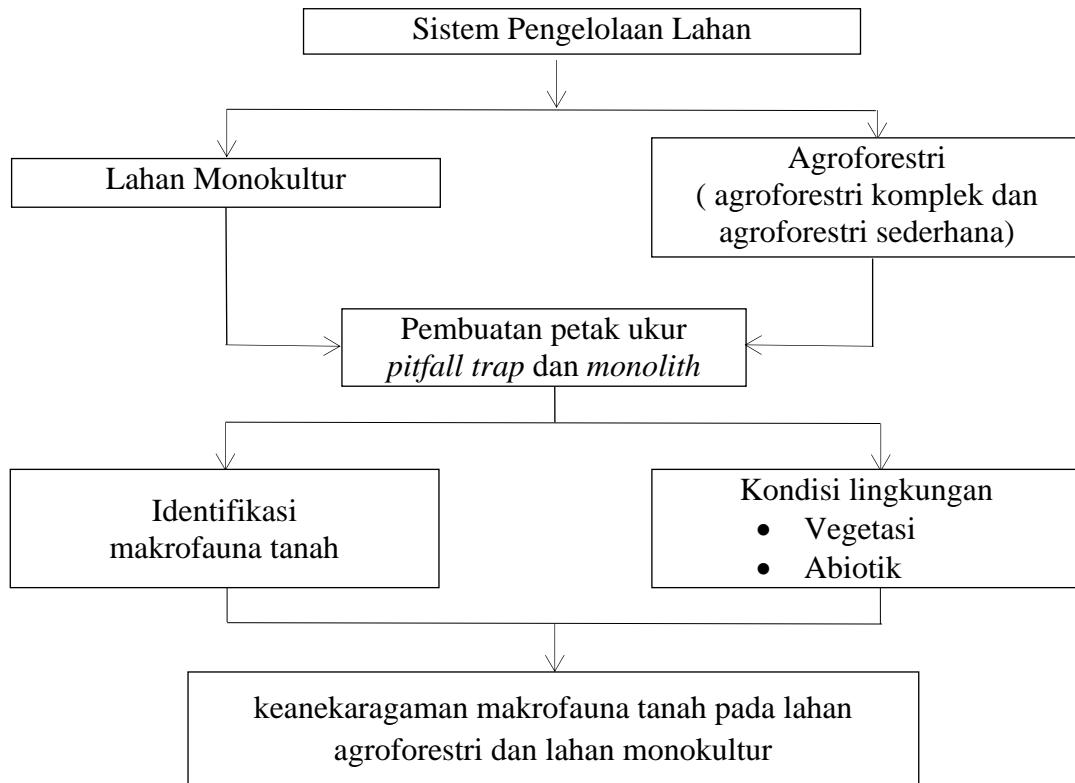 Sistem Pengelolaan Lahan
Lahan Monokultur
Agroforestri
( agroforestri komplek dan
agroforestri sederhana)
Pembuatan petak ukur
pitfall trap dan monolith
Identifikasi
makrofauna tanah
Kondisi lingkungan
• Vegetasi
• Abiotik
keanekaragaman makrofauna tanah pada lahan
agroforestri dan lahan monokultur